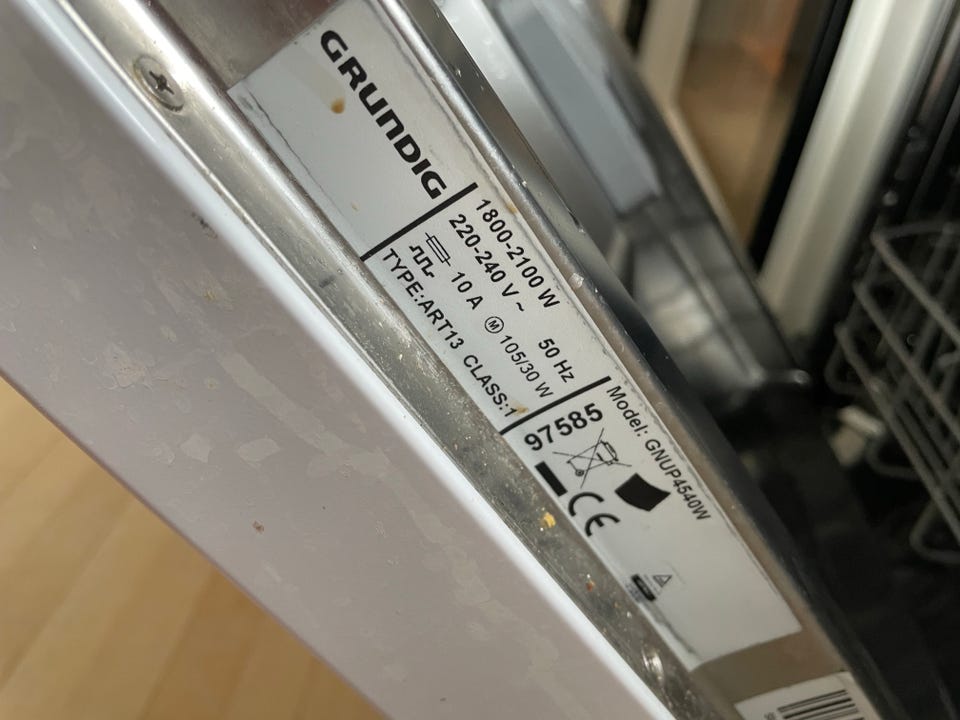 GRUNDIG
1800-2100 W
220-240 V ~ 50 Hz
10 A M 105/30 W
TYPE:ART13 CLASS:1
Model: GNUP4540W
97585
CE